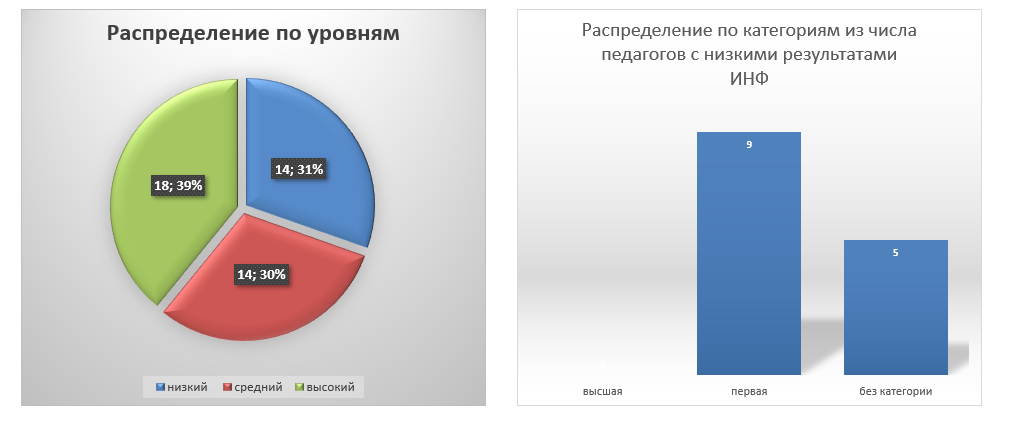 Распределение по уровням
14; 31%
18; 39%
14; 30%
низкий средний высокий
Распределение по категориям из числа
педагогов с низкими результатами
ИНФ
9
5
высшая первая без категории